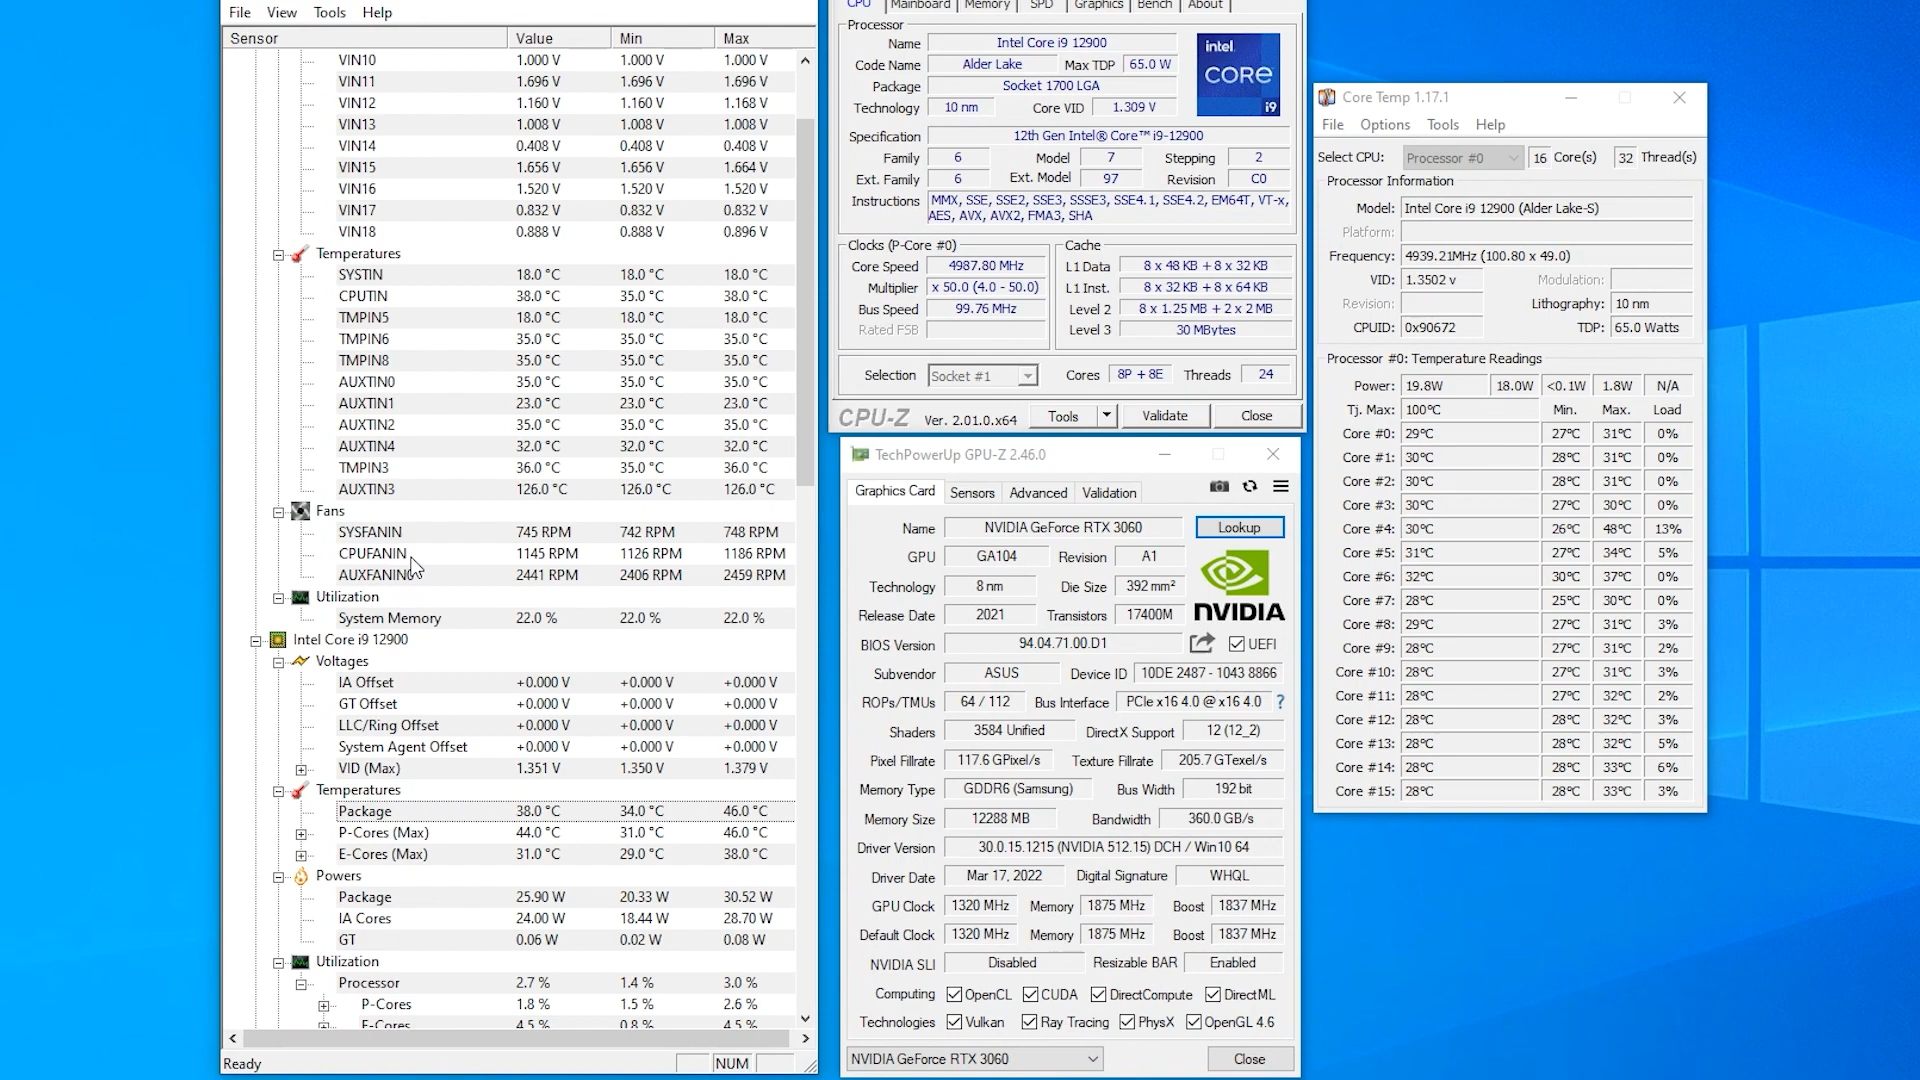 File View Tools Help
Sensor Value Min Max
VIN10 1.000 V 1.000 V 1.000 V
VIN11 1.696 V 1.696 V 1.696 V
VIN12 1.160 V 1.160 V 1.168 V
VIN13 1.008 V 1.008 V 1.008 V
VIN14 0.408 V 0.408 V 0.408 V
VIN15 1.656 V 1.656 V 1.664 V
VIN16 1.520 V 1.520 V 1.520 V
VIN17 0.832 V 0.832 V 0.832 V
VIN18 0.888 V 0.888 V 0.896 V
Temperatures
SYSTIN 18.0 °C 18.0 °C 18.0 °C
CPUTIN 38.0 °C 35.0 °C 38.0 °C
TMPIN5 18.0 °C 18.0 °C 18.0 °C
TMPIN6 35.0 °C 35.0 °C 35.0 °C
TMPIN8 35.0 °C 35.0 °C 35.0 °C
AUXTIN0 35.0 °C 35.0 °C 35.0 °C
AUXTIN1 23.0 °C 23.0 °C 23.0 °C
AUXTIN2 35.0 °C 35.0 °C 35.0 °C
AUXTIN4 32.0 °C 32.0 °C 32.0 °C
TMPIN3 36.0 °C 35.0 °C 36.0 °C
AUXTIN3 126.0 °C 126.0 °C 126.0 °C
Fans
SYSFANIN 745 RPM 742 RPM 748 RPM
CPUFANIN 1145 RPM 1126 RPM 1186 RPM
AUXFANIN0 2441 RPM 2406 RPM 2459 RPM
Utilization
System Memory 22.0 % 22.0 % 22.0 %
Intel Core i9 12900
Voltages
IA Offset +0.000 V +0.000 V +0.000 V
GT Offset +0.000 V +0.000 V +0.000 V
LLC/Ring Offset +0.000 V +0.000 V +0.000 V
System Agent Offset +0.000 V +0.000 V +0.000 V
VID (Max) 1.351 V 1.350 V 1.379 V
Temperatures
Package 38.0 °C 34.0 °C 46.0 °C
P-Cores (Max) 44.0 °C 31.0 °C 46.0 °C
E-Cores (Max) 31.0 °C 29.0 °C 38.0 °C
Powers
Package 25.90 W 20.33 W 30.52 W
IA Cores 24.00 W 18.44 W 28.70 W
GT 0.06 W 0.02 W 0.08 W
Utilization
Processor 2.7 % 1.4 % 3.0 %
P-Cores 1.8 % 1.5 % 2.6 %
E-Cores 4.5 % 0.8 % 4.5 %
Ready NUM
CPU Mainboard Memory SPD Graphics Bench About
Processor
Name Intel Core i9 12900
Code Name Alder Lake Max TDP 65.0 W
Package Socket 1700 LGA
Technology 10 nm Core VID 1.309 V
intel
CORE
i9
Specification 12th Gen Intel® Core™ i9-12900
Family 6 Model 7 Stepping 2
Ext. Family 6 Ext. Model 97 Revision C0
Instructions MMX, SSE, SSE2, SSE3, SSSE3, SSE4.1, SSE4.2, EM64T, VT-x,
AES, AVX, AVX2, FMA3, SHA
Clocks (P-Core #0) Cache
Core Speed 4987.80 MHz L1 Data 8 x 48 KB + 8 x 32 KB
Multiplier x 50.0 (4.0 - 50.0) L1 Inst. 8 x 32 KB + 8 x 64 KB
Bus Speed 99.76 MHz Level 2 8 x 1.25 MB + 2 x 2 MB
Rated FSB Level 3 30 MBytes
Selection Socket #1 Cores 8P + 8E Threads 24
CPU-Z Ver. 2.01.0.x64 Tools Validate Close
TechPowerUp GPU-Z 2.46.0
Graphics Card Sensors Advanced Validation
Name NVIDIA GeForce RTX 3060 Lookup
GPU GA104 Revision A1
Technology 8 nm Die Size 392 mm²
Release Date 2021 Transistors 17400M
NVIDIA
BIOS Version 94.04.71.00.D1 UEFI
Subvendor ASUS Device ID 10DE 2487 - 1043 8866
ROPs/TMUs 64 / 112 Bus Interface PCIe x16 4.0 @ x16 4.0 ?
Shaders 3584 Unified DirectX Support 12 (12_2)
Pixel Fillrate 117.6 GPixel/s Texture Fillrate 205.7 GTexel/s
Memory Type GDDR6 (Samsung) Bus Width 192 bit
Memory Size 12288 MB Bandwidth 360.0 GB/s
Driver Version 30.0.15.1215 (NVIDIA 512.15) DCH / Win10 64
Driver Date Mar 17, 2022 Digital Signature WHQL
GPU Clock 1320 MHz Memory 1875 MHz Boost 1837 MHz
Default Clock 1320 MHz Memory 1875 MHz Boost 1837 MHz
NVIDIA SLI Disabled Resizable BAR Enabled
Computing OpenCL CUDA DirectCompute DirectML
Technologies Vulkan Ray Tracing PhysX OpenGL 4.6
NVIDIA GeForce RTX 3060 Close
Core Temp 1.17.1
File Options Tools Help
Select CPU: Processor #0 16 Core(s) 32 Thread(s)
Processor Information
Model: Intel Core i9 12900 (Alder Lake-S)
Platform:
Frequency: 4939.21MHz (100.80 x 49.0)
VID: 1.3502 v Modulation:
Revision: Lithography: 10 nm
CPUID: 0x90672 TDP: 65.0 Watts
Processor #0: Temperature Readings
Power: 19.8W 18.0W <0.1W 1.8W N/A
Tj. Max: 100°C Min. Max. Load
Core #0: 29°C 27°C 31°C 0%
Core #1: 30°C 28°C 31°C 0%
Core #2: 30°C 28°C 31°C 0%
Core #3: 30°C 27°C 30°C 0%
Core #4: 30°C 26°C 48°C 13%
Core #5: 31°C 27°C 34°C 5%
Core #6: 32°C 30°C 37°C 0%
Core #7: 28°C 25°C 30°C 0%
Core #8: 29°C 27°C 31°C 3%
Core #9: 28°C 27°C 31°C 2%
Core #10: 28°C 27°C 31°C 3%
Core #11: 28°C 27°C 32°C 2%
Core #12: 28°C 28°C 32°C 3%
Core #13: 28°C 28°C 32°C 5%
Core #14: 28°C 28°C 33°C 6%
Core #15: 28°C 28°C 33°C 3%